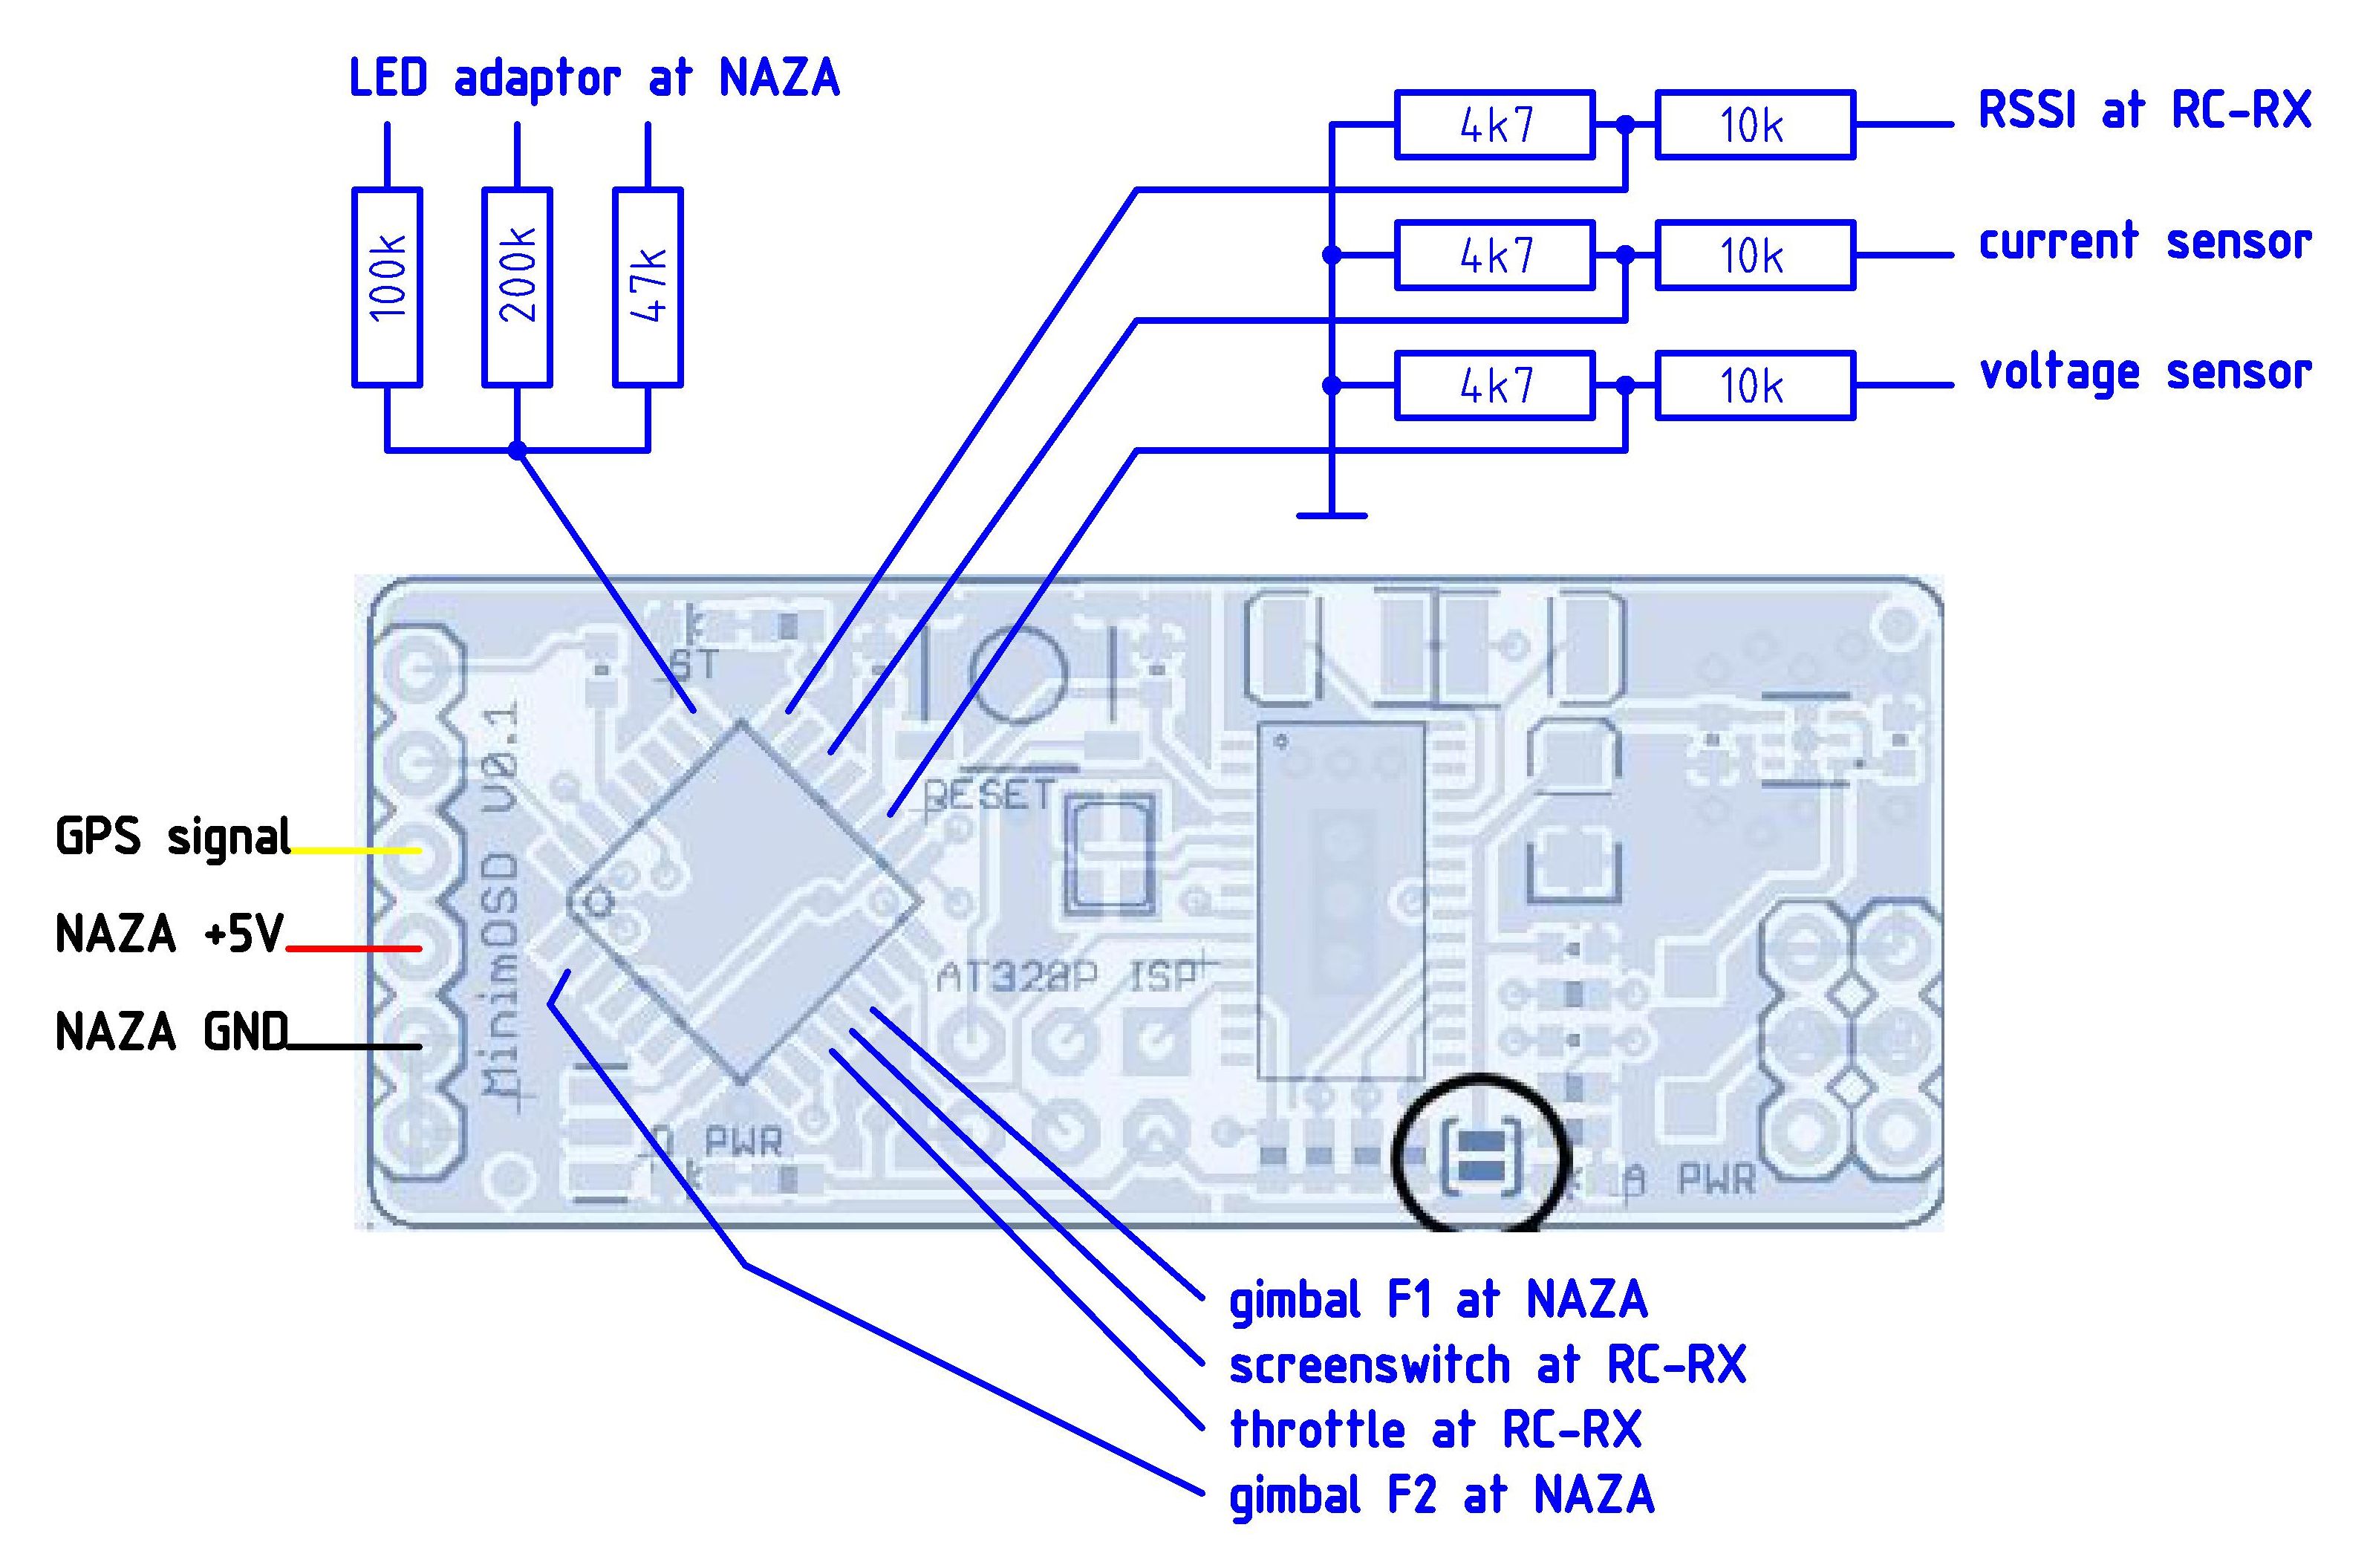 LED adaptor at NAZA
100k
200k
47k
4k7
10k
RSSI at RC-RX
4k7
10k
current sensor
4k7
10k
voltage sensor
ST
MinimOSD V0.1
RESET
GPS signal
NAZA +5V
NAZA GND
AT328P ISP
D PWR
A PWR
gimbal F1 at NAZA
screenswitch at RC-RX
throttle at RC-RX
gimbal F2 at NAZA